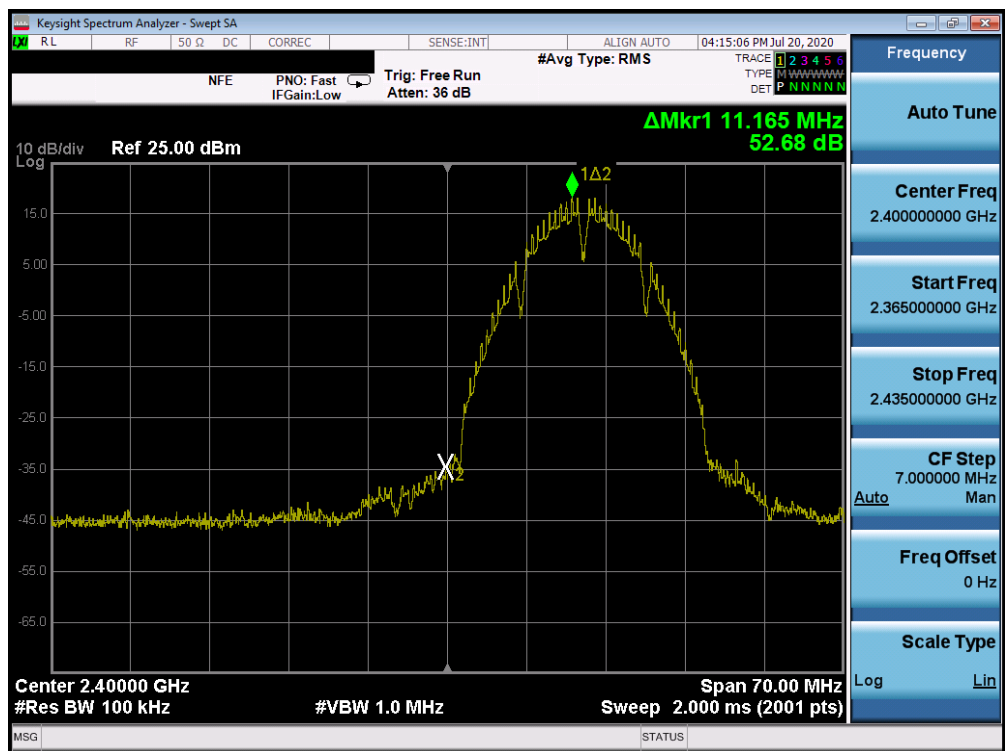 Keysight Spectrum Analyzer - Swept SA
LXI RL RF 50 Ω DC CORREC SENSE:INT ALIGN AUTO 04:15:06 PM Jul 20, 2020
NFE PNO: Fast Trig: Free Run #Avg Type: RMS TRACE 1 2 3 4 5 6
IFGain:Low Atten: 36 dB TYPE M WWWWW
DET P N N N N N
ΔMkr1 11.165 MHz
52.68 dB
10 dB/div Ref 25.00 dBm
Log
1Δ2
15.0
5.00
-5.00
-15.0
-25.0
-35.0
X2
-45.0
-55.0
-65.0
Center 2.40000 GHz Span 70.00 MHz
#Res BW 100 kHz #VBW 1.0 MHz Sweep 2.000 ms (2001 pts)
MSG STATUS
Frequency
Auto Tune
Center Freq
2.400000000 GHz
Start Freq
2.365000000 GHz
Stop Freq
2.435000000 GHz
CF Step
7.000000 MHz
Auto Man
Freq Offset
0 Hz
Scale Type
Log Lin